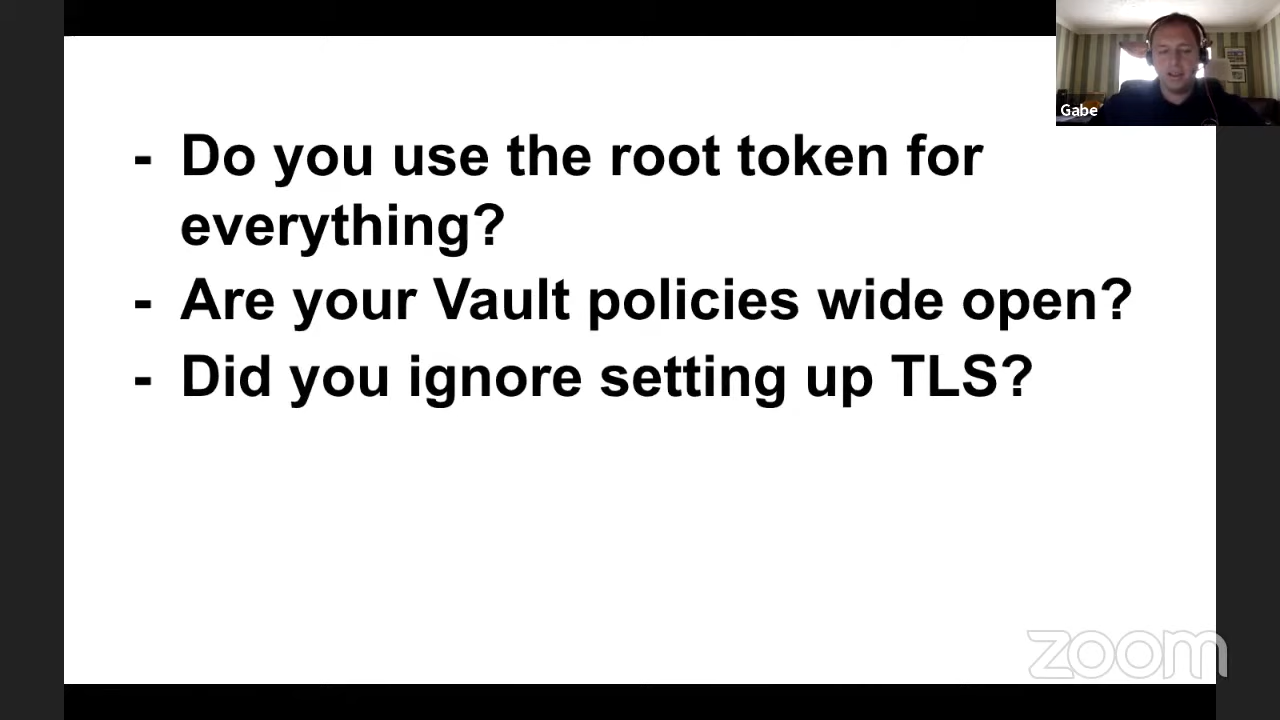 Gabe
- Do you use the root token for
everything?
- Are your Vault policies wide open?
- Did you ignore setting up TLS?
zoom